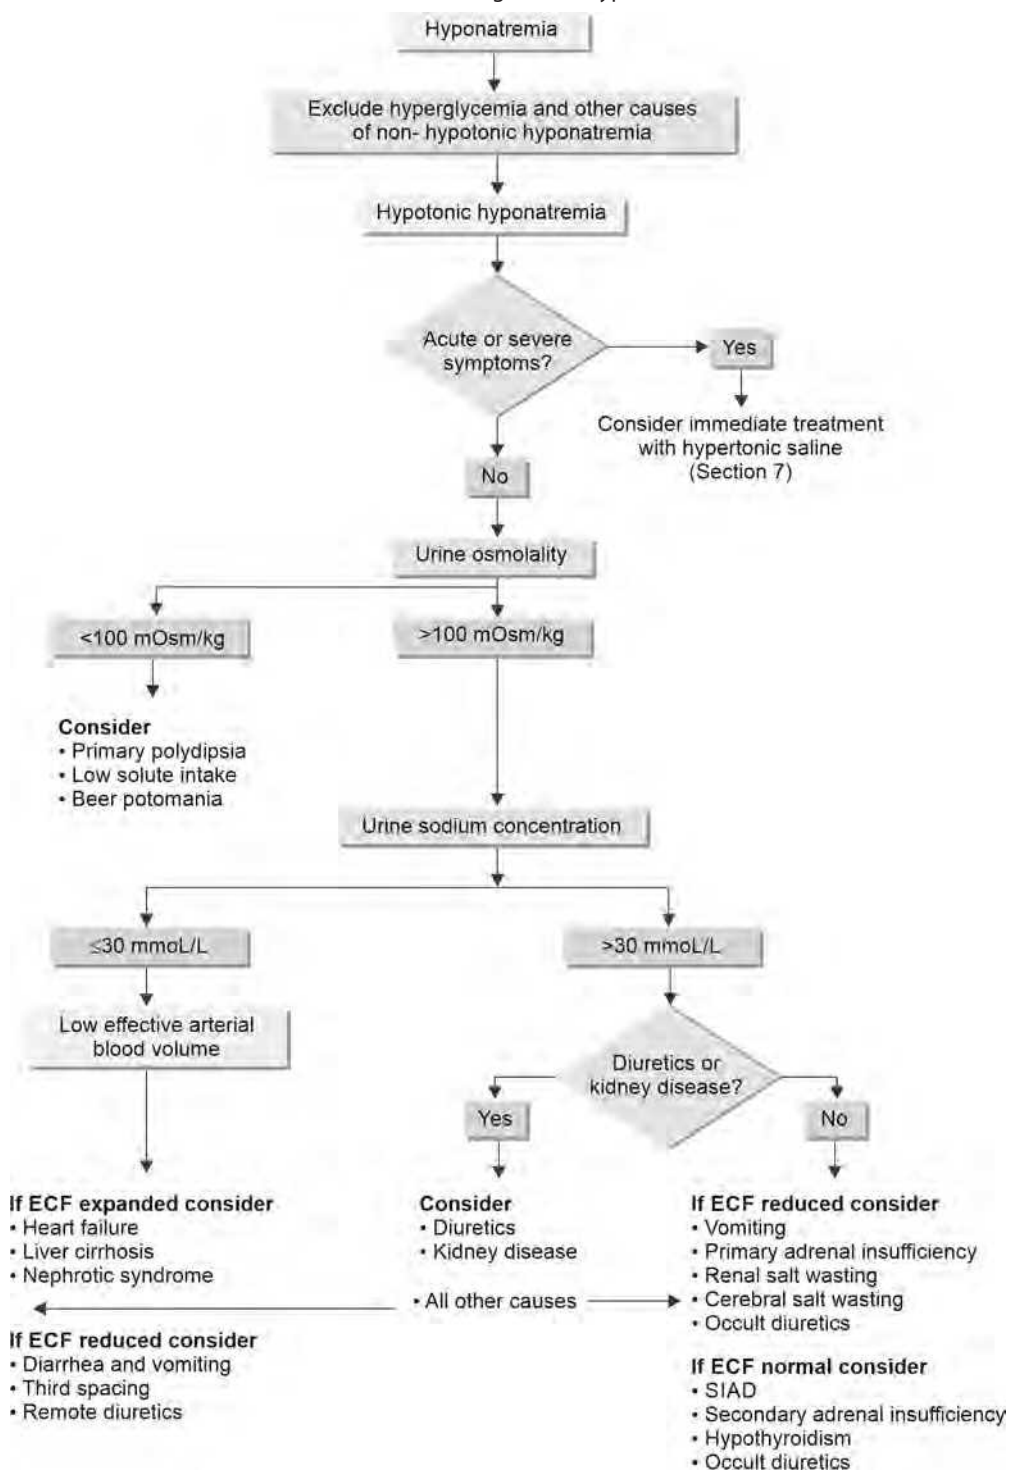 Hyponatremia
Exclude hyperglycemia and other causes
of non- hypotonic hyponatremia
Hypotonic hyponatremia
Acute or severe
symptoms?
Yes
Consider immediate treatment
with hypertonic saline
(Section 7)
No
Urine osmolality
<100 mOsm/kg
>100 mOsm/kg
Consider
• Primary polydipsia
• Low solute intake
• Beer potomania
Urine sodium concentration
≤30 mmoL/L
>30 mmoL/L
Low effective arterial
blood volume
Diuretics or
kidney disease?
Yes
No
If ECF expanded consider
• Heart failure
• Liver cirrhosis
• Nephrotic syndrome
If ECF reduced consider
• Diarrhea and vomiting
• Third spacing
• Remote diuretics
Consider
• Diuretics
• Kidney disease
• All other causes
If ECF reduced consider
• Vomiting
• Primary adrenal insufficiency
• Renal salt wasting
• Cerebral salt wasting
• Occult diuretics
If ECF normal consider
• SIAD
• Secondary adrenal insufficiency
• Hypothyroidism
• Occult diuretics